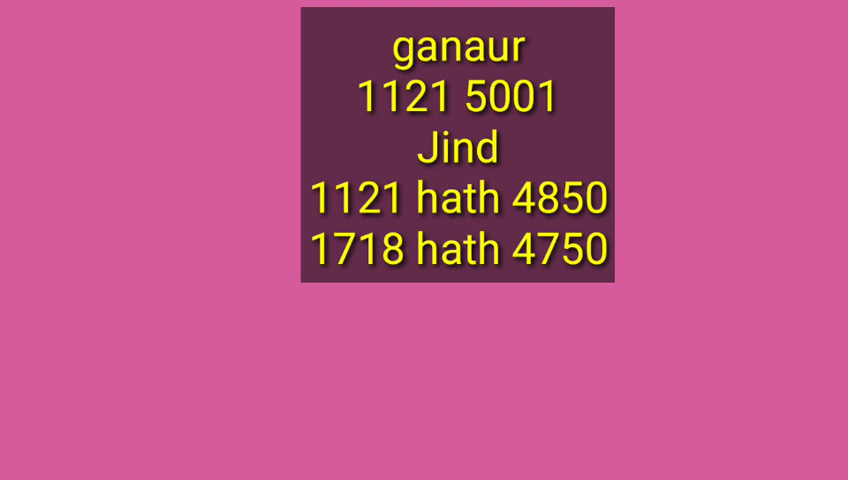 ganaur
1121 5001
Jind
1121 hath 4850
1718 hath 4750